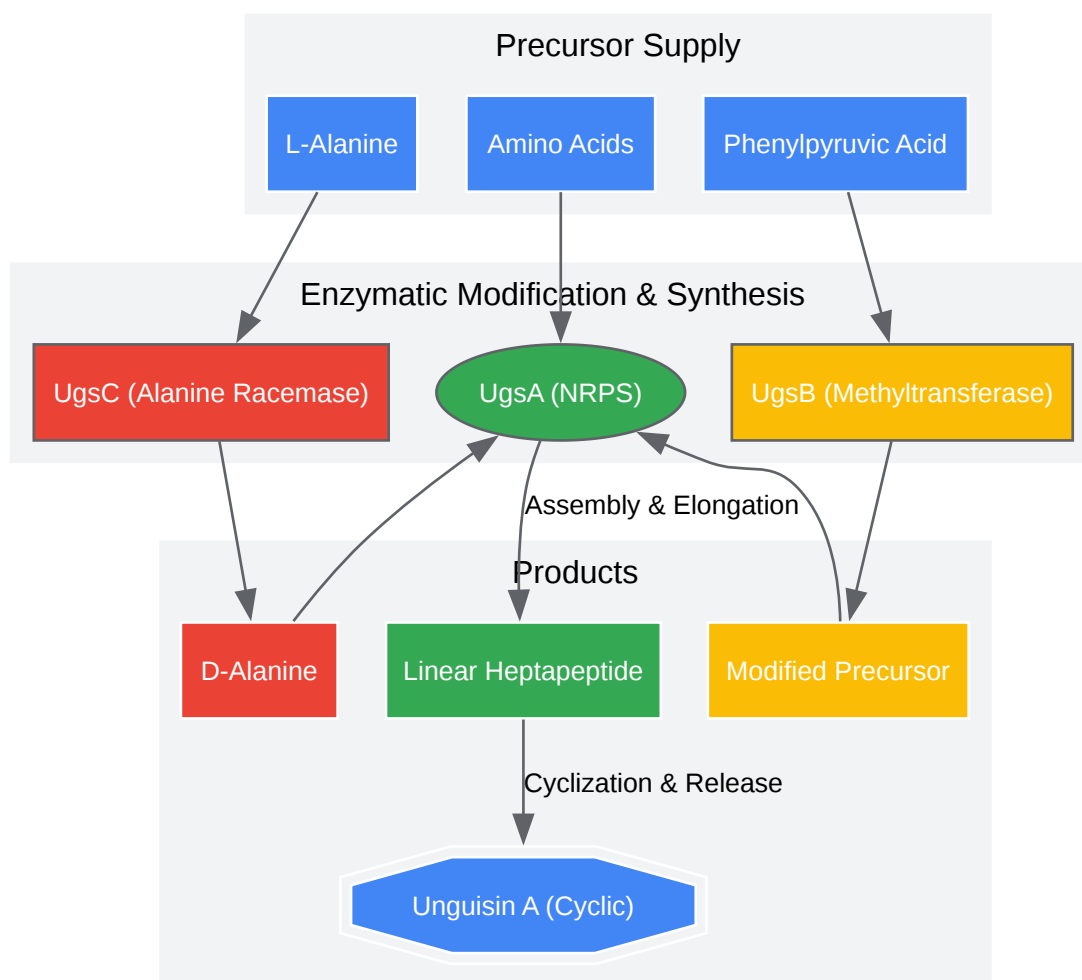 Precursor Supply
L-Alanine
Amino Acids
Phenylpyruvic Acid
Enzymatic Modification & Synthesis
UgsC (Alanine Racemase)
UgsA (NRPS)
UgsB (Methyltransferase)
Assembly & Elongation
Products
D-Alanine
Linear Heptapeptide
Modified Precursor
Cyclization & Release
Unguisin A (Cyclic)